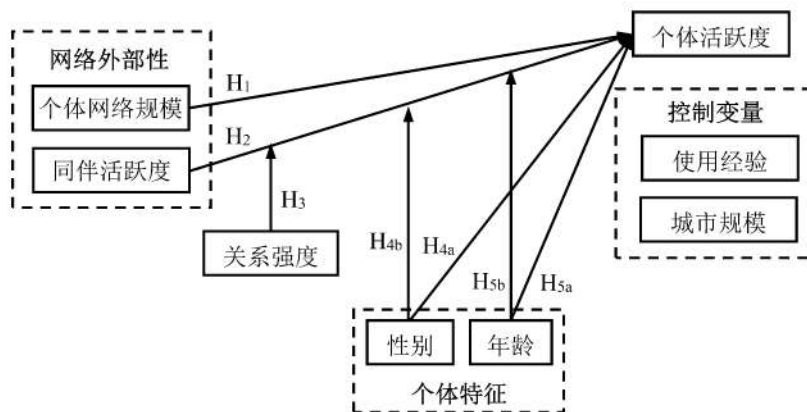 网络外部性
个体网络规模
同伴活跃度
H1
H2
H3
关系强度
H4b
H4a
H5b
H5a
性别
年龄
个体特征
个体活跃度
控制变量
使用经验
城市规模